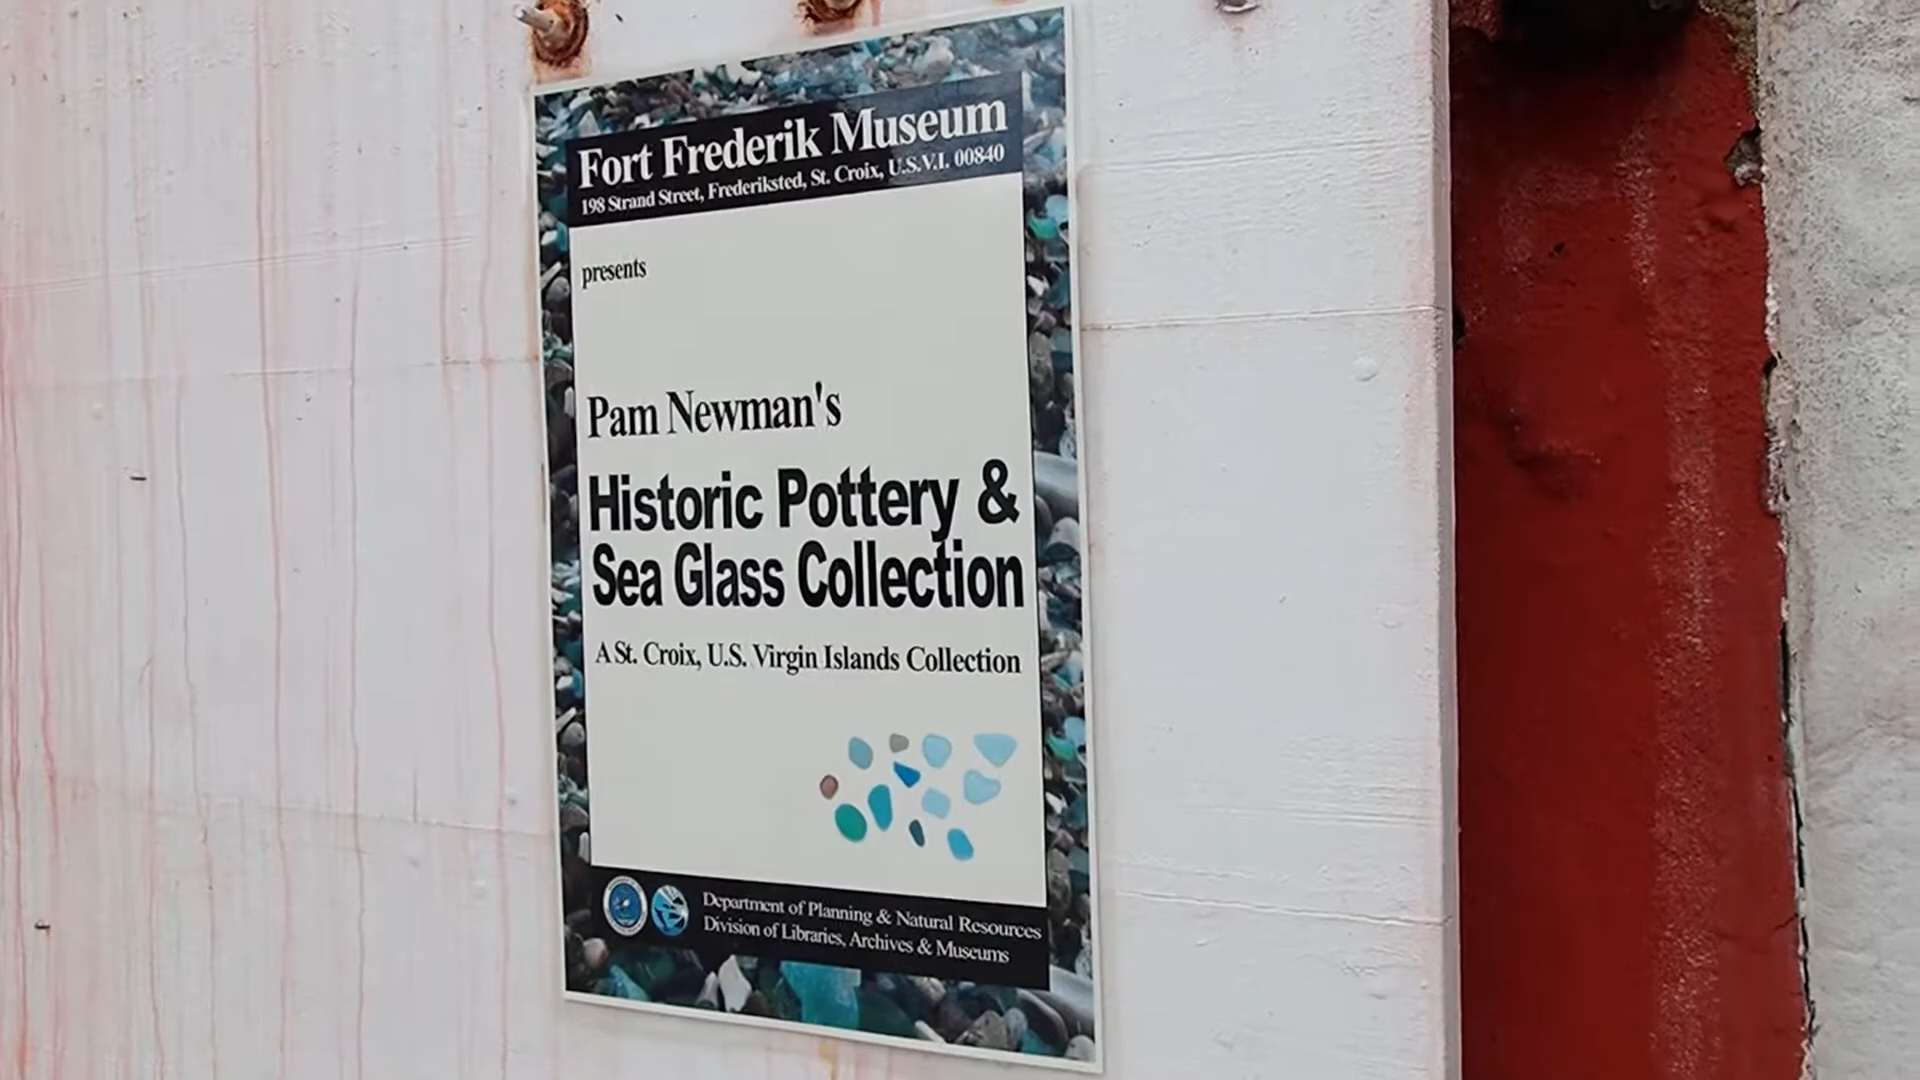 Fort Frederik Museum
198 Strand Street, Frederiksted, St. Croix, U.S.V.I. 00840
presents
Pam Newman's
Historic Pottery &
Sea Glass Collection
A St. Croix, U.S. Virgin Islands Collection
Department of Planning & Natural Resources
Division of Libraries, Archives & Museums